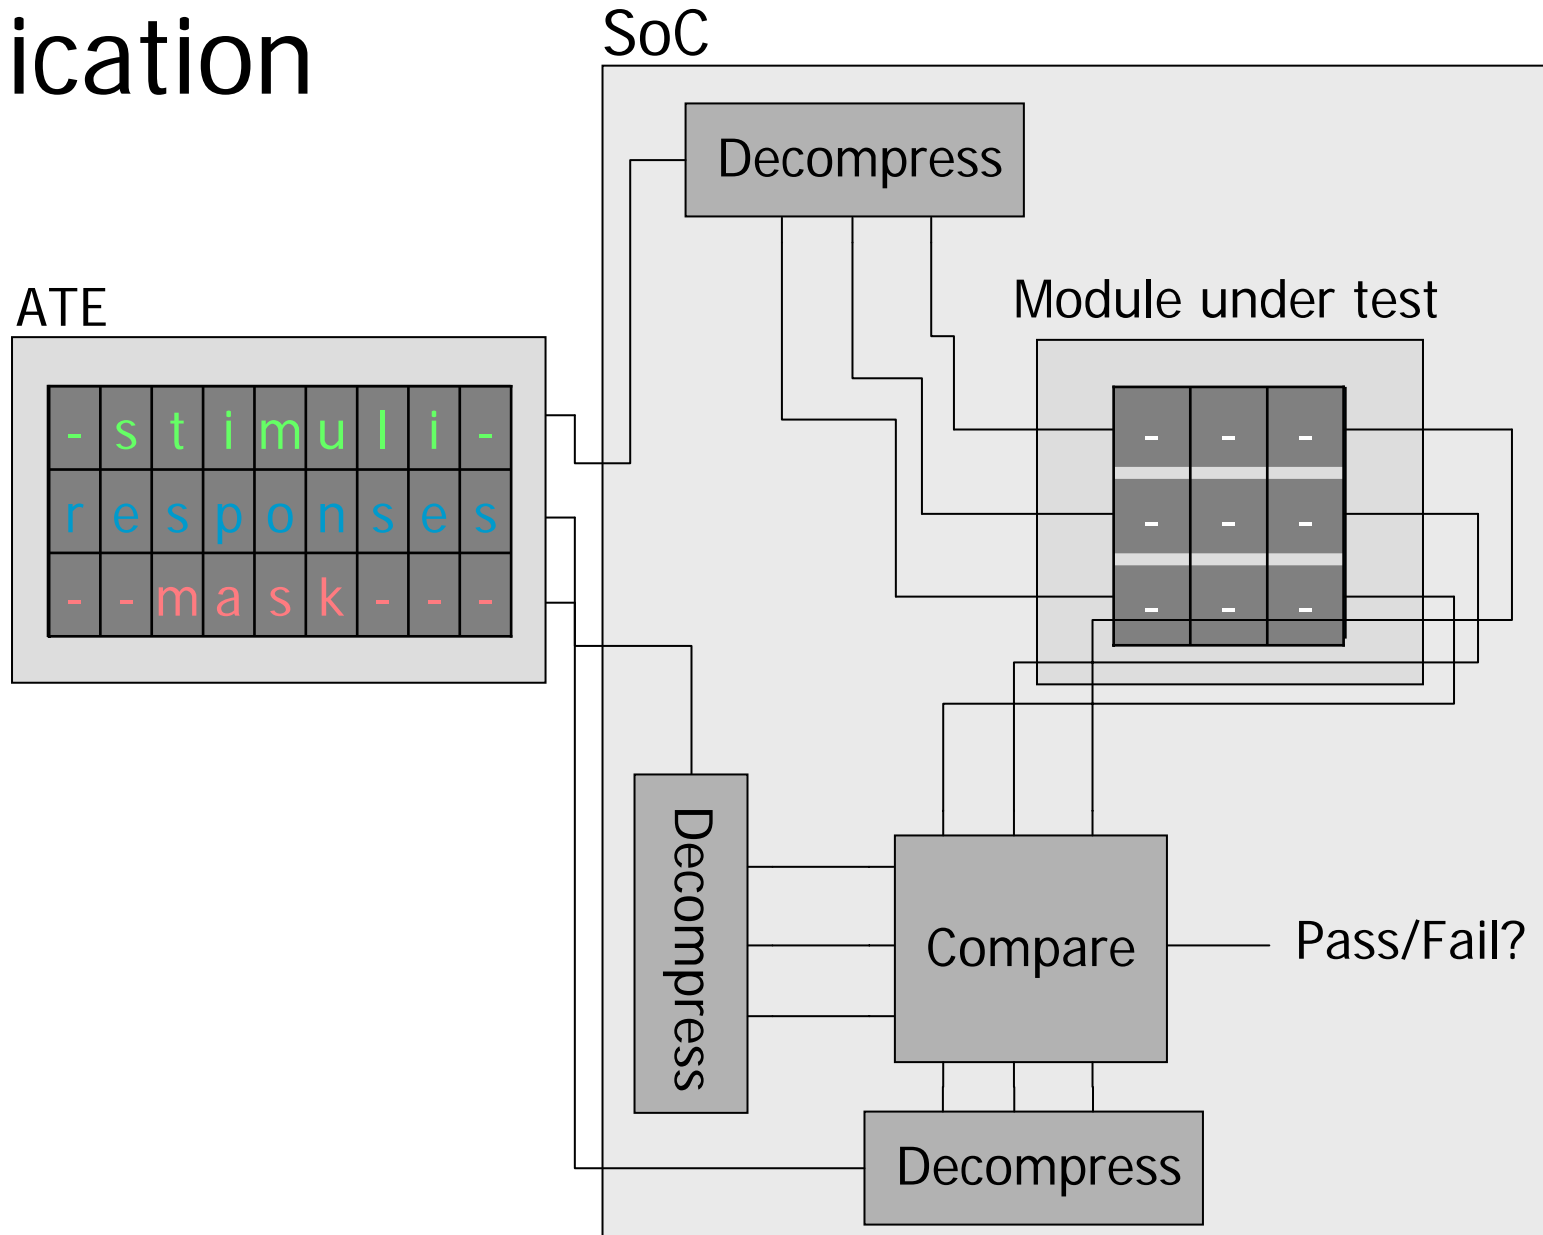 ication
SoC
Decompress
ATE
Module under test
- s t i m u l i -
r e s p o n s e s
- - m a s k - - -
- - -
- - -
- - -
Decompress
Compare
Pass/Fail?
Decompress